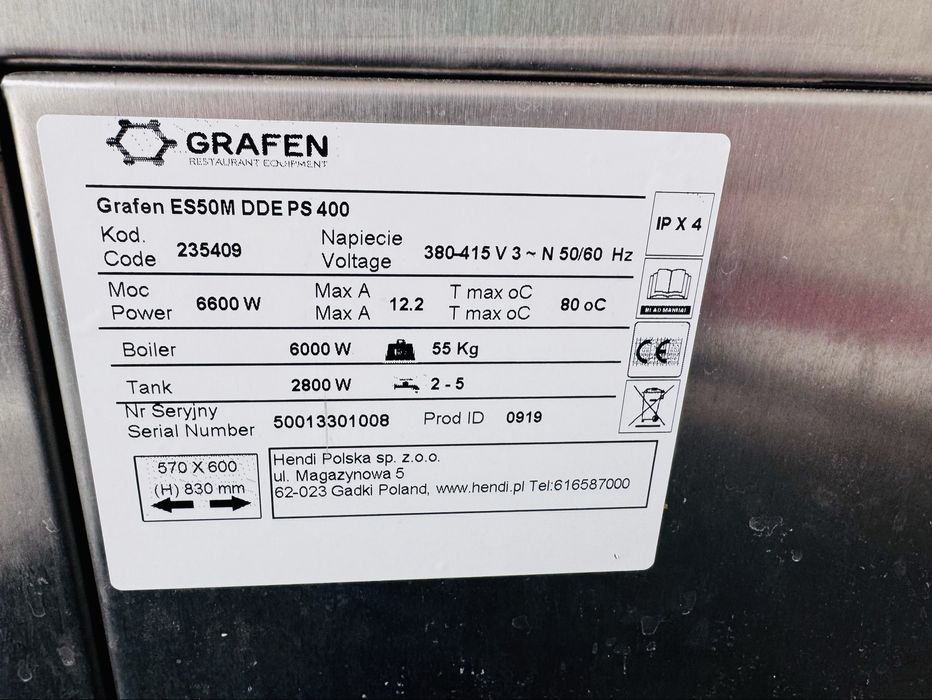 GRAFEN
RESTAURANT EQUIPMENT
Grafen ES50M DDE PS 400
IP X 4
Kod. 235409 Napiecie 380-415 V 3 ~ N 50/60 Hz
Code Voltage
Moc 6600 W Max A 12.2 T max oC 80 oC
Power Max A T max oC
READ MANUAL
Boiler 6000 W 55 Kg
CE
Tank 2800 W 2 - 5
Nr Seryjny 50013301008 Prod ID 0919
Serial Number
570 X 600
(H) 830 mm
Hendi Polska sp. z.o.o.
ul. Magazynowa 5
62-023 Gadki Poland, www.hendi.pl Tel:616587000